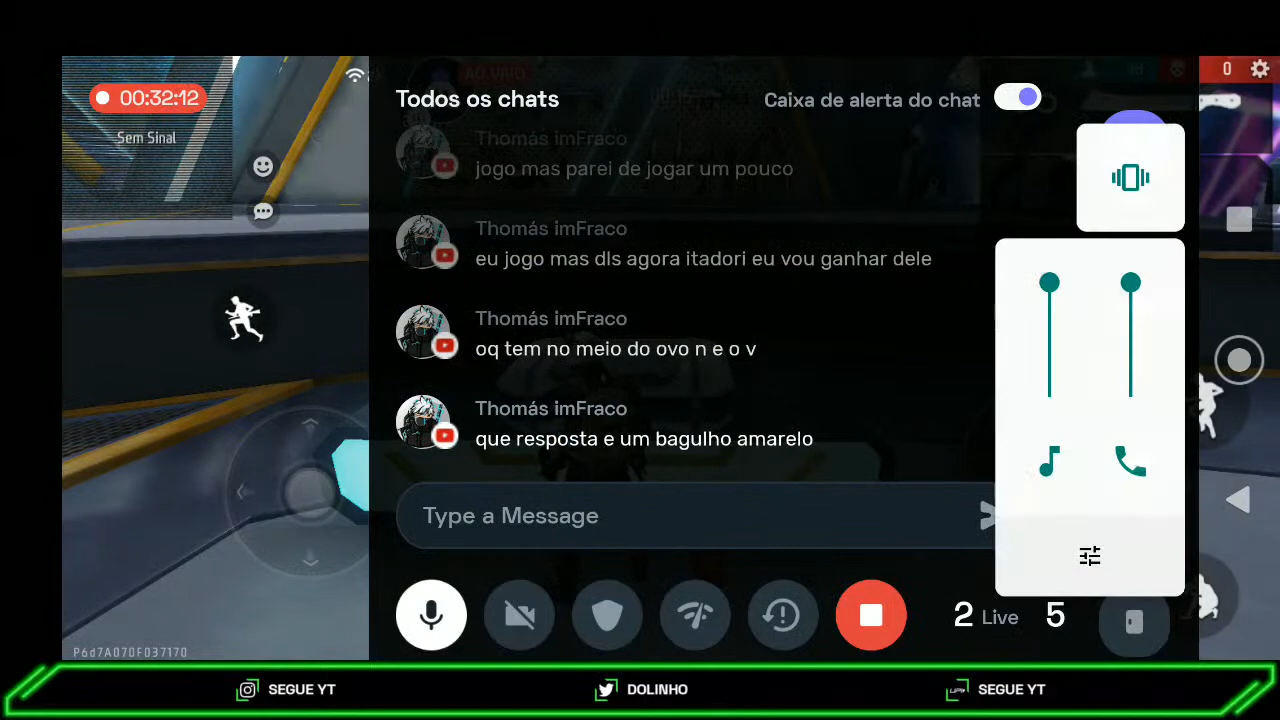 00:32:12
Sem Sinal
Todos os chats
Caixa de alerta do chat
0
Thomás imFraco
jogo mas parei de jogar um pouco
Thomás imFraco
eu jogo mas dls agora itadori eu vou ganhar dele
Thomás imFraco
oq tem no meio do ovo n e o v
Thomás imFraco
que resposta e um bagulho amarelo
Type a Message
2 Live 5
P6d7A070F037170
SEGUE YT
DOLINHO
SEGUE YT